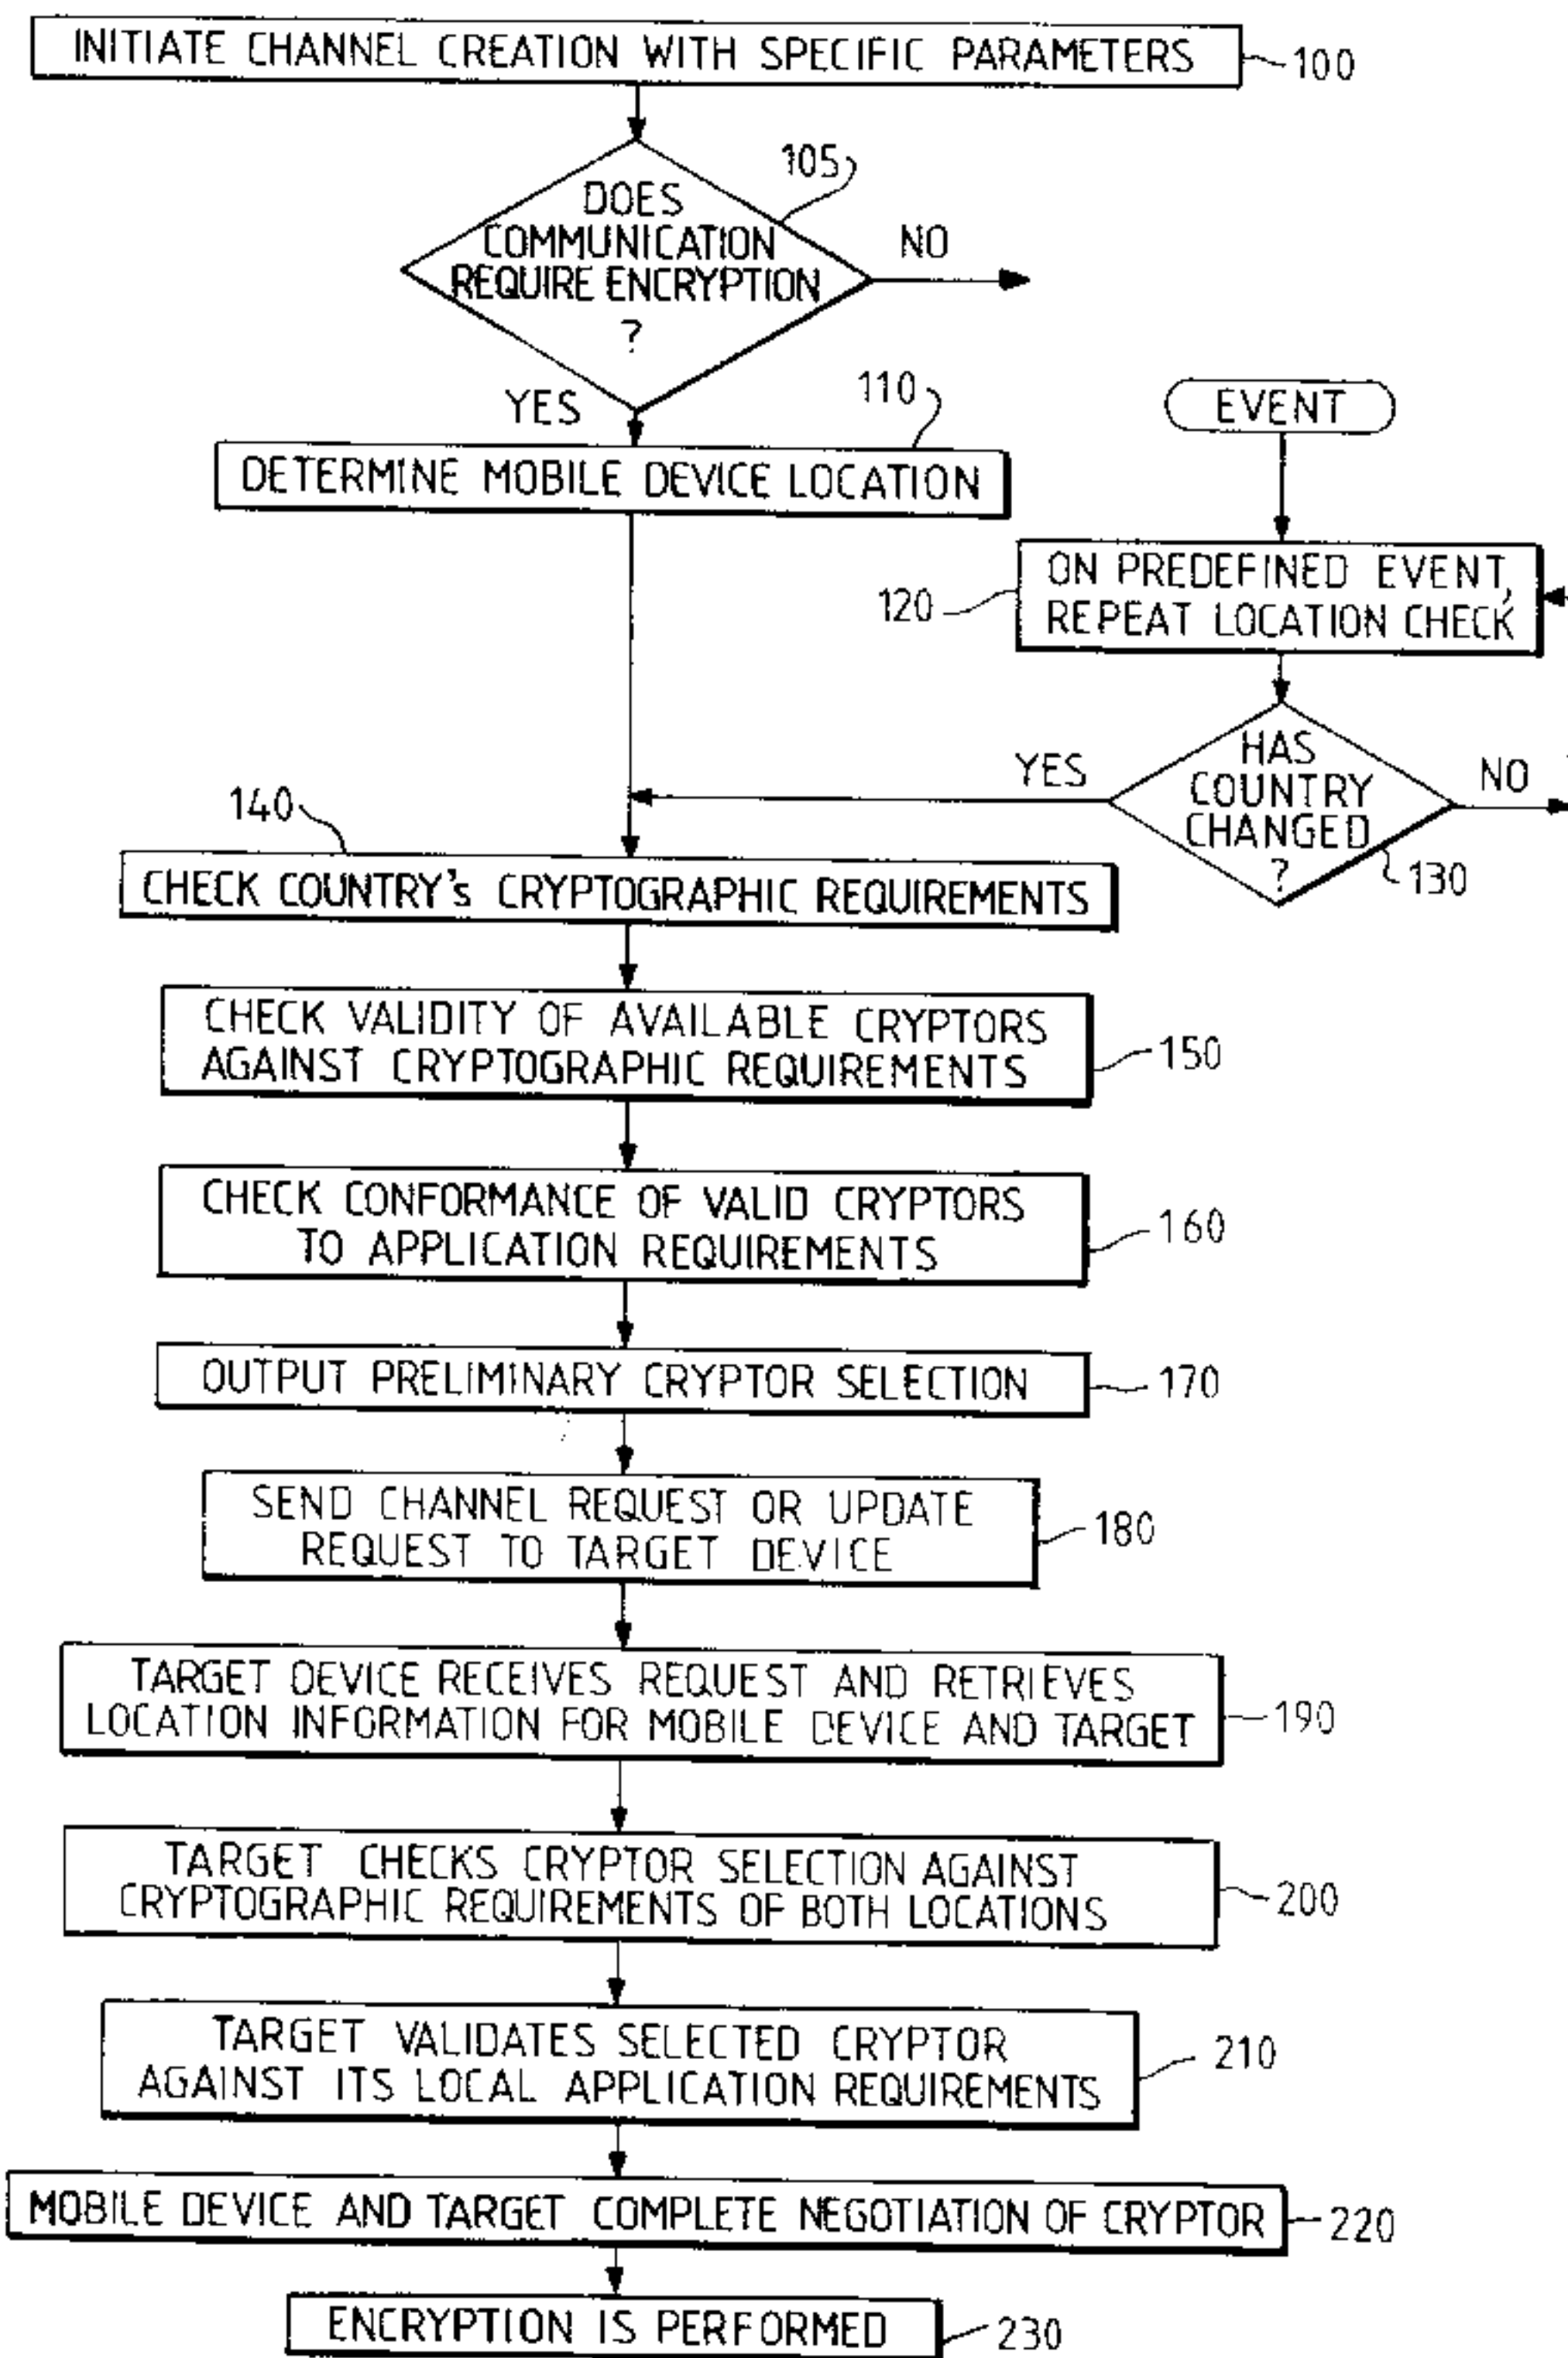 INITIATE CHANNEL CREATION WITH SPECIFIC PARAMETERS
100
105
DOES
COMMUNICATION
REQUIRE ENCRYPTION
?
NO
YES
110
DETERMINE MOBILE DEVICE LOCATION
EVENT
120
ON PREDEFINED EVENT,
REPEAT LOCATION CHECK
HAS
COUNTRY
CHANGED
?
YES
NO
130
140
CHECK COUNTRY's CRYPTOGRAPHIC REQUIREMENTS
CHECK VALIDITY OF AVAILABLE CRYPTORS
AGAINST CRYPTOGRAPHIC REQUIREMENTS
150
CHECK CONFORMANCE OF VALID CRYPTORS
TO APPLICATION REQUIREMENTS
160
OUTPUT PRELIMINARY CRYPTOR SELECTION
170
SEND CHANNEL REQUEST OR UPDATE
REQUEST TO TARGET DEVICE
180
TARGET DEVICE RECEIVES REQUEST AND RETRIEVES
LOCATION INFORMATION FOR MOBILE DEVICE AND TARGET
190
TARGET CHECKS CRYPTOR SELECTION AGAINST
CRYPTOGRAPHIC REQUIREMENTS OF BOTH LOCATIONS
200
TARGET VALIDATES SELECTED CRYPTOR
AGAINST ITS LOCAL APPLICATION REQUIREMENTS
210
MOBILE DEVICE AND TARGET COMPLETE NEGOTIATION OF CRYPTOR
220
ENCRYPTION IS PERFORMED
230